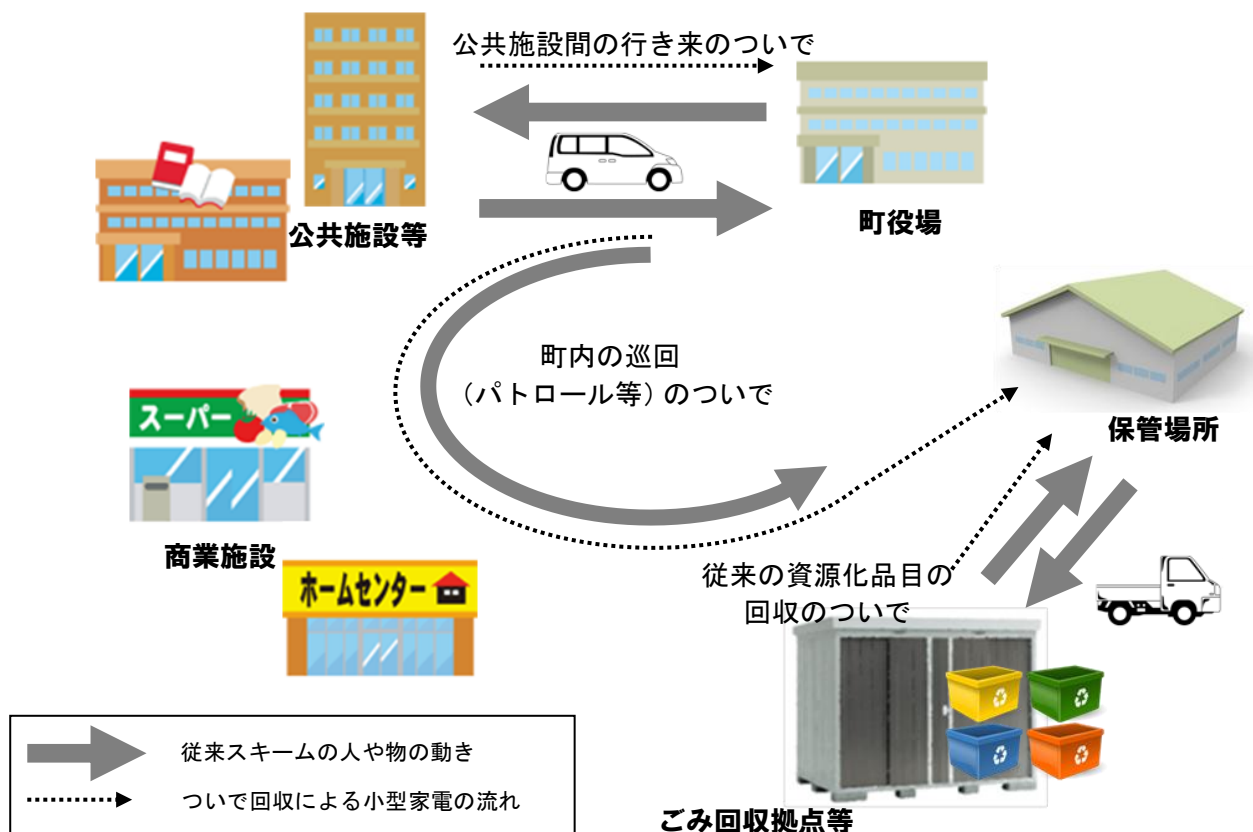 公共施設間の行き来のついで
公共施設等
町役場
町内の巡回
（パトロール等）のついで
保管場所
スーパー
商業施設
ホームセンター
従来の資源化品目の
回収のついで
ごみ回収拠点等
従来スキームの人や物の動き
ついで回収による小型家電の流れ